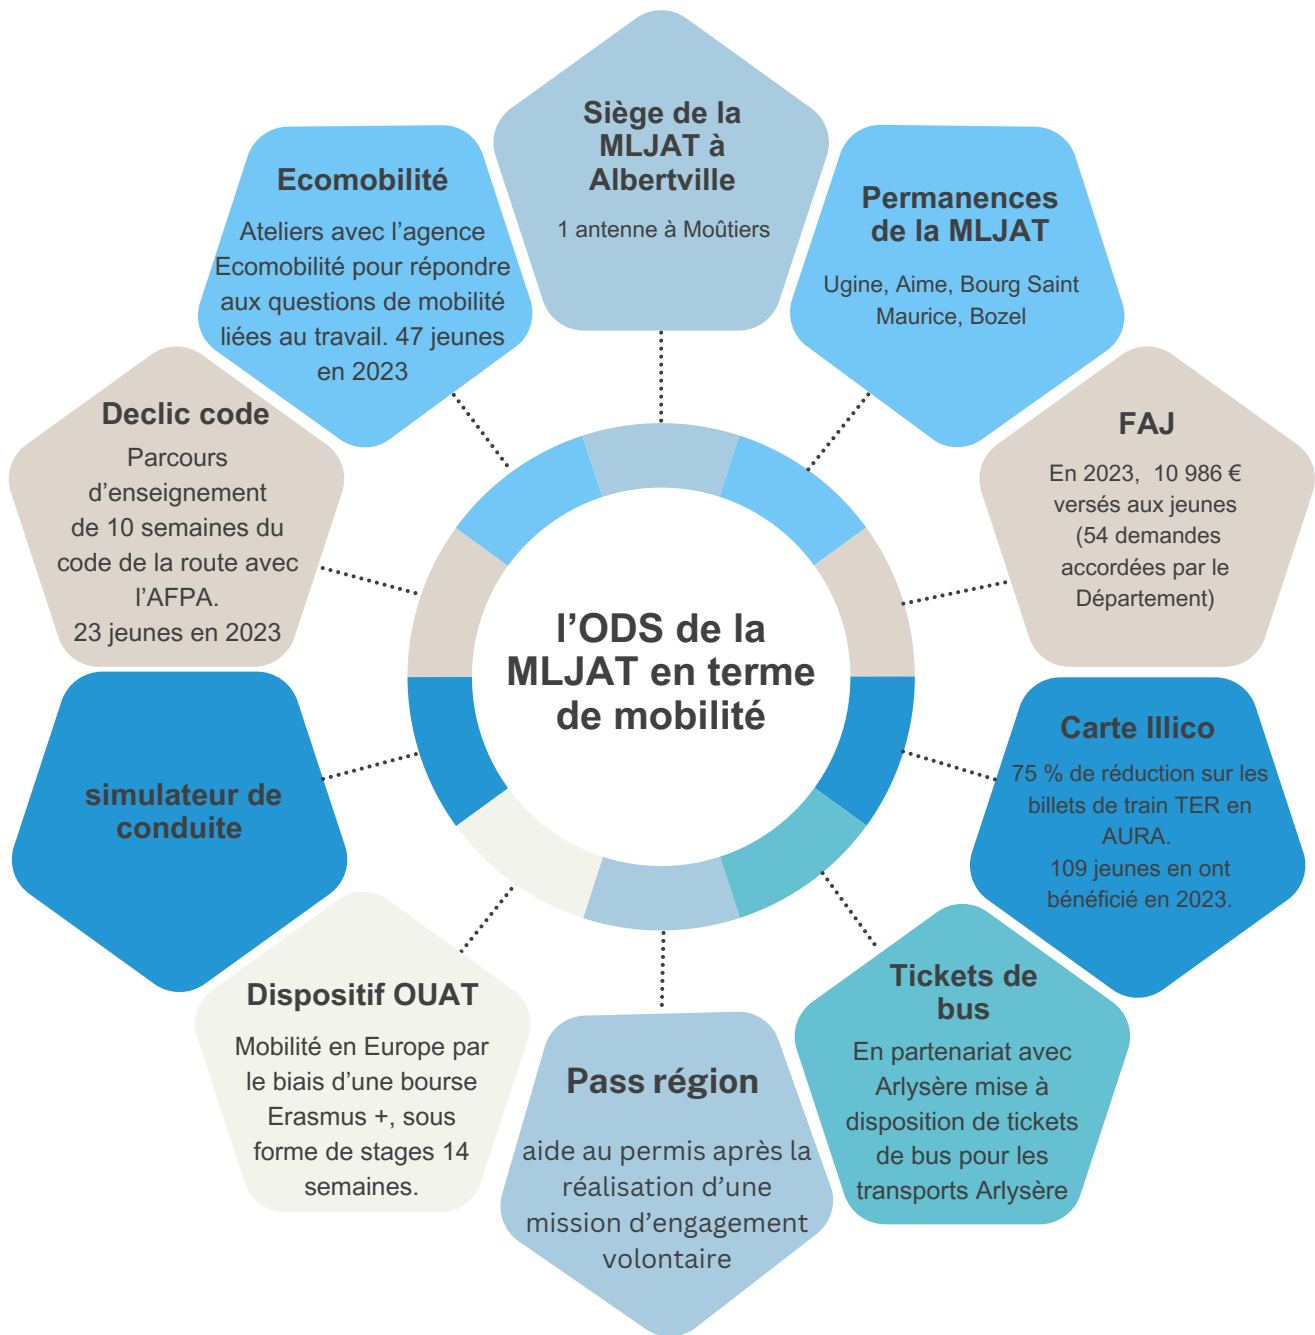 Siège de la
MLJAT à
Albertville
1 antenne à Moûtiers
Permanences
de la MLJAT
Ugine, Aime, Bourg Saint
Maurice, Bozel
FAJ
En 2023, 10 986 €
versés aux jeunes
(54 demandes
accordées par le
Département)
Carte Illico
75 % de réduction sur les
billets de train TER en
AURA.
109 jeunes en ont
bénéficié en 2023.
Tickets de
bus
En partenariat avec
Arlysère mise à
disposition de tickets
de bus pour les
transports Arlysère
Pass région
aide au permis après la
réalisation d’une
mission d’engagement
volontaire
Dispositif OUAT
Mobilité en Europe par
le biais d’une bourse
Erasmus +, sous
forme de stages 14
semaines.
simulateur de
conduite
Declic code
Parcours
d’enseignement
de 10 semaines du
code de la route avec
l’AFPA.
23 jeunes en 2023
Ecomobilité
Ateliers avec l’agence
Ecomobilité pour répondre
aux questions de mobilité
liées au travail. 47 jeunes
en 2023
l’ODS de la
MLJAT en terme
de mobilité